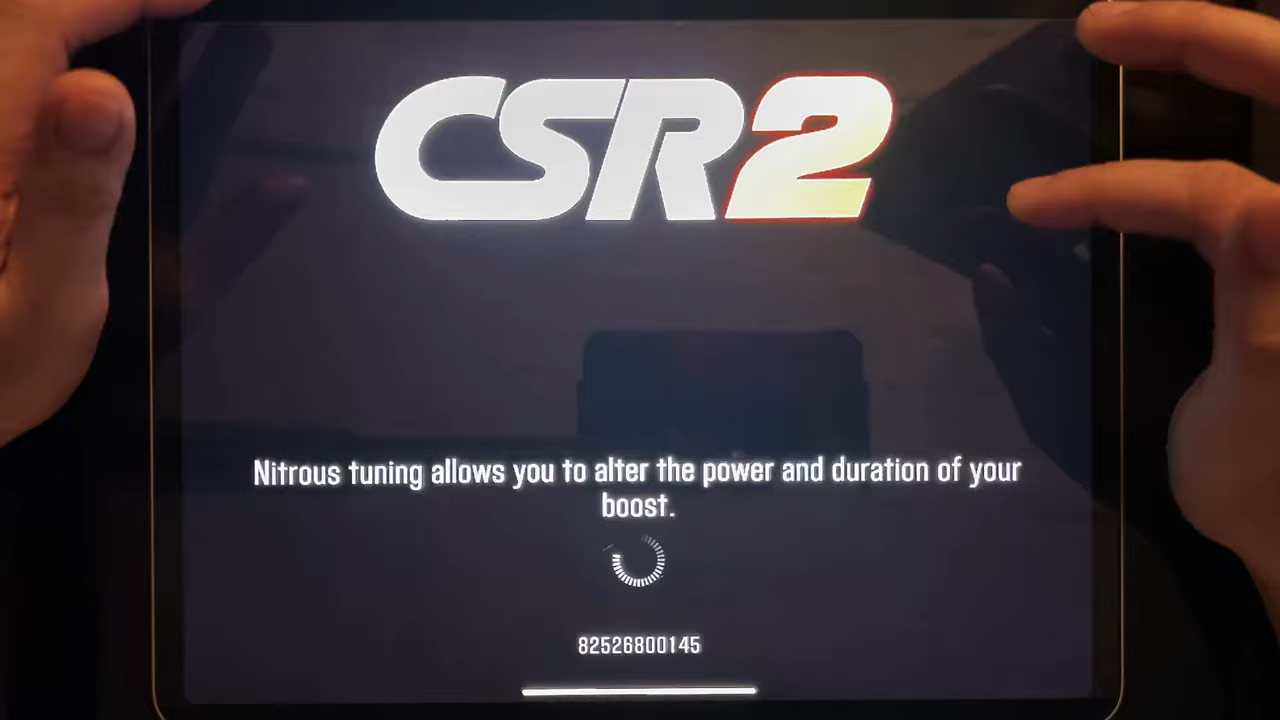 CSR2
Nitrous tuning allows you to alter the power and duration of your
boost.
82526800145